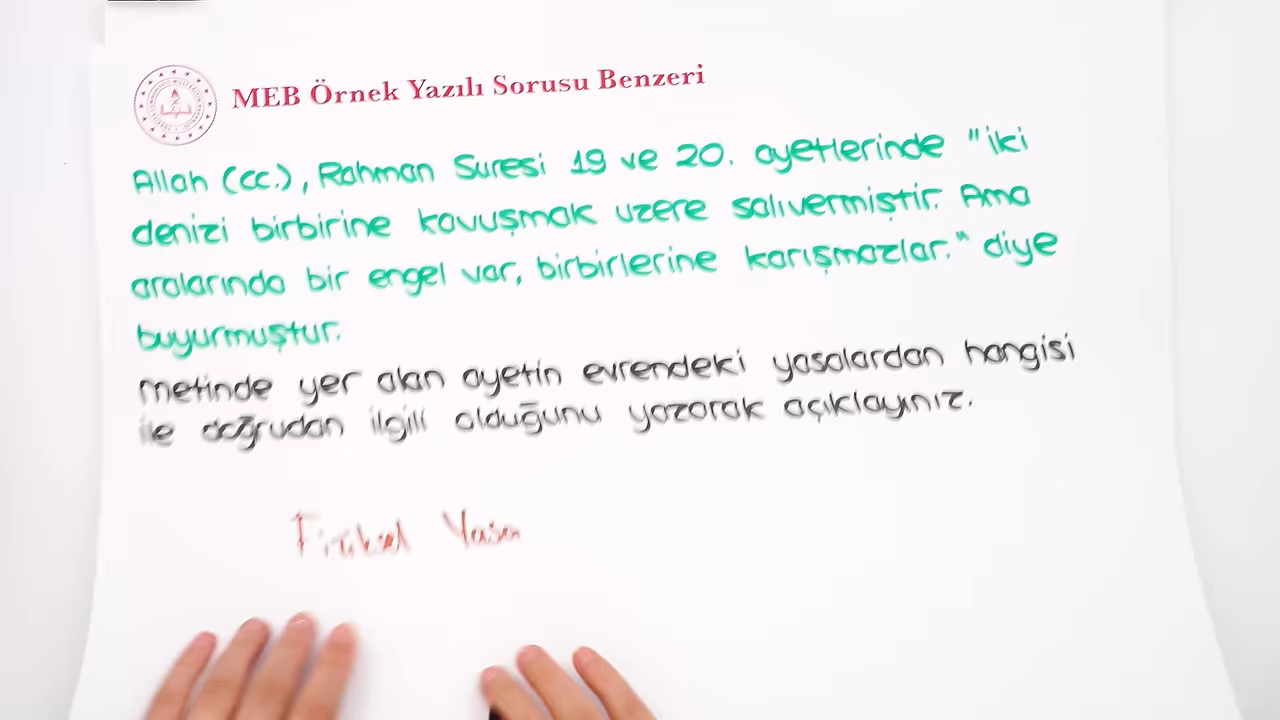 MEB Örnek Yazılı Sorusu Benzeri
Allah (cc.), Rahman Suresi 19 ve 20. ayetlerinde "iki
denizi birbirine kavuşmak üzere salıvermiştir. Ama
aralarında bir engel var, birbirlerine karışmazlar." diye
buyurmuştur.
Metinde yer alan ayetin evrendeki yasalardan hangisi
ile doğrudan ilgili olduğunu yazarak açıklayınız.
Fiziksel Yasa